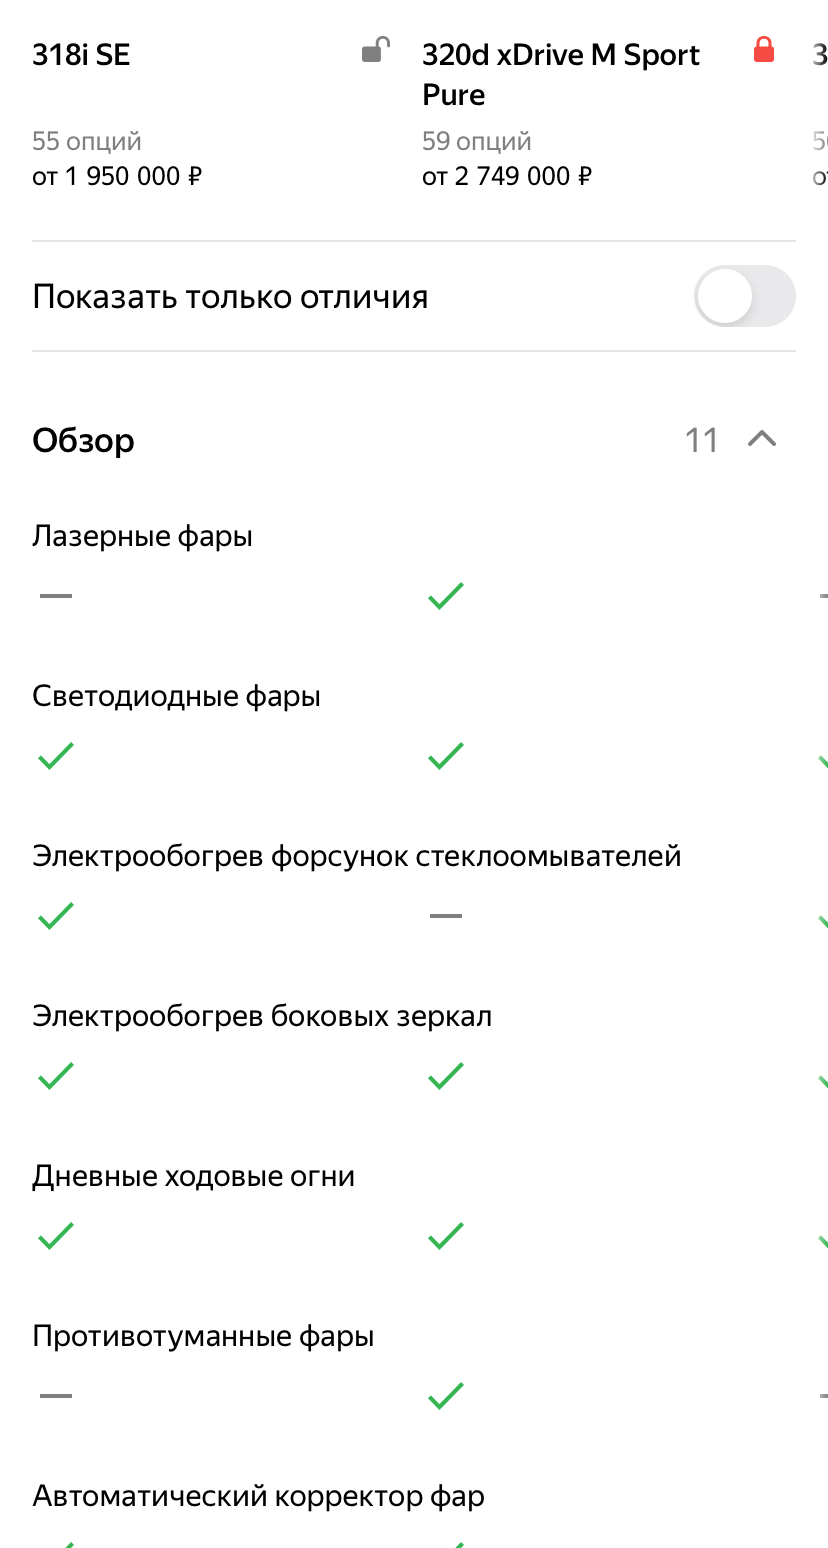 318i SE
320d xDrive M Sport
Pure
55 опций
59 опций
от 1 950 000 ₽
от 2 749 000 ₽
Показать только отличия
Обзор
11
Лазерные фары
Светодиодные фары
Электрообогрев форсунок стеклоомывателей
Электрообогрев боковых зеркал
Дневные ходовые огни
Противотуманные фары
Автоматический корректор фар